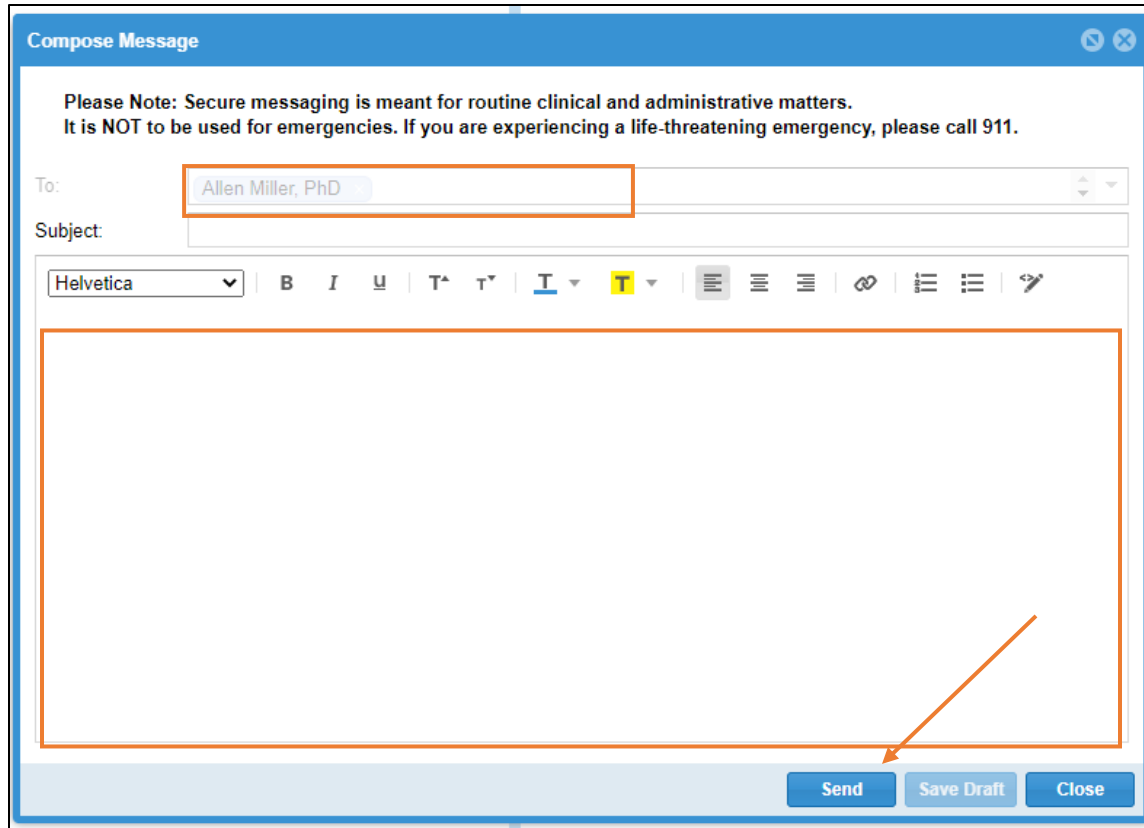 Compose Message
Please Note: Secure messaging is meant for routine clinical and administrative matters.
It is NOT to be used for emergencies. If you are experiencing a life-threatening emergency, please call 911.
To: Allen Miller, PhD
Subject:
Helvetica B I U T T T T
Send Save Draft Close